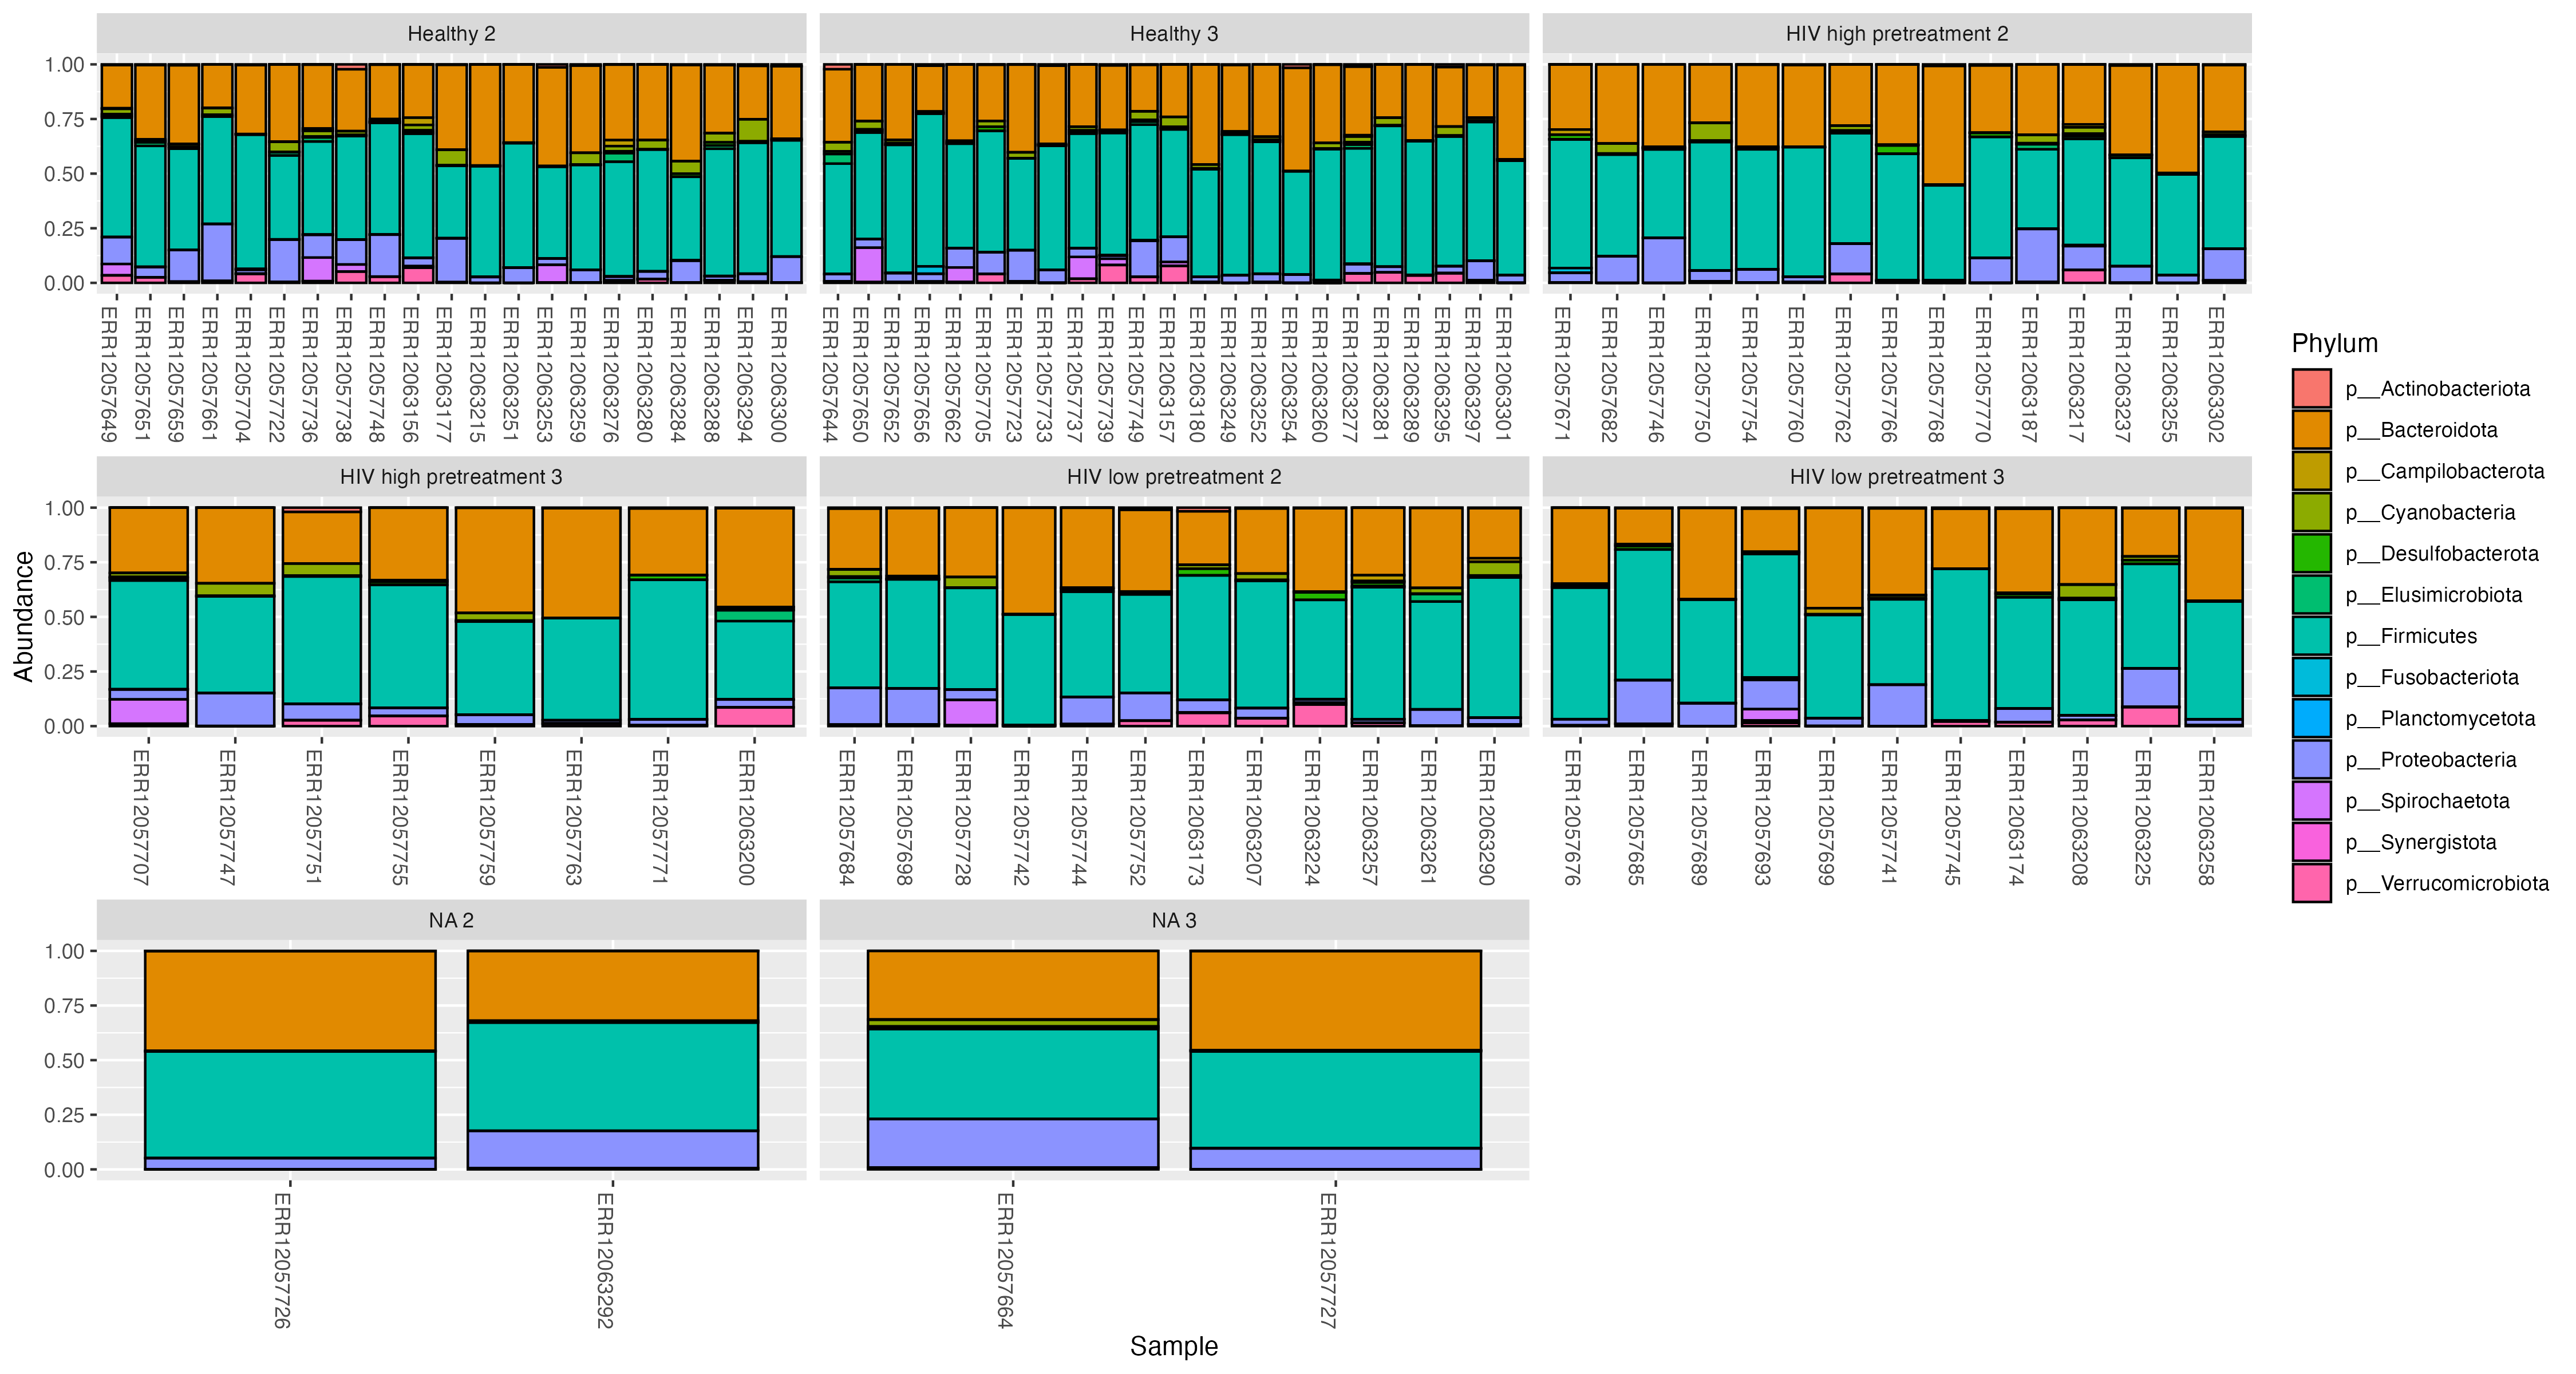 Healthy 2
Healthy 3
HIV high pretreatment 2
1.00
0.75
0.50
0.25
0.00
ERR12057649
ERR12057651
ERR12057659
ERR12057661
ERR12057704
ERR12057722
ERR12057736
ERR12057738
ERR12057748
ERR12063156
ERR12063177
ERR12063215
ERR12063251
ERR12063253
ERR12063259
ERR12063276
ERR12063280
ERR12063284
ERR12063288
ERR12063294
ERR12063300
ERR12057644
ERR12057650
ERR12057652
ERR12057656
ERR12057662
ERR12057705
ERR12057723
ERR12057733
ERR12057737
ERR12057739
ERR12057749
ERR12063157
ERR12063180
ERR12063249
ERR12063252
ERR12063254
ERR12063260
ERR12063277
ERR12063281
ERR12063289
ERR12063295
ERR12063297
ERR12063301
ERR12057671
ERR12057682
ERR12057746
ERR12057750
ERR12057754
ERR12057760
ERR12057762
ERR12057766
ERR12057768
ERR12057770
ERR12063187
ERR12063217
ERR12063237
ERR12063255
ERR12063302
HIV high pretreatment 3
HIV low pretreatment 2
HIV low pretreatment 3
1.00
0.75
0.50
0.25
0.00
ERR12057707
ERR12057747
ERR12057751
ERR12057755
ERR12057759
ERR12057763
ERR12057771
ERR12063200
ERR12057684
ERR12057698
ERR12057728
ERR12057742
ERR12057744
ERR12057752
ERR12063173
ERR12063207
ERR12063224
ERR12063257
ERR12063261
ERR12063290
ERR12057676
ERR12057685
ERR12057689
ERR12057693
ERR12057699
ERR12057741
ERR12057745
ERR12063174
ERR12063208
ERR12063225
ERR12063258
NA 2
NA 3
1.00
0.75
0.50
0.25
0.00
ERR12057726
ERR12063292
ERR12057664
ERR12057727
Abundance
Sample
Phylum
p__Actinobacteriota
p__Bacteroidota
p__Campilobacterota
p__Cyanobacteria
p__Desulfobacterota
p__Elusimicrobiota
p__Firmicutes
p__Fusobacteriota
p__Planctomycetota
p__Proteobacteria
p__Spirochaetota
p__Synergistota
p__Verrucomicrobiota